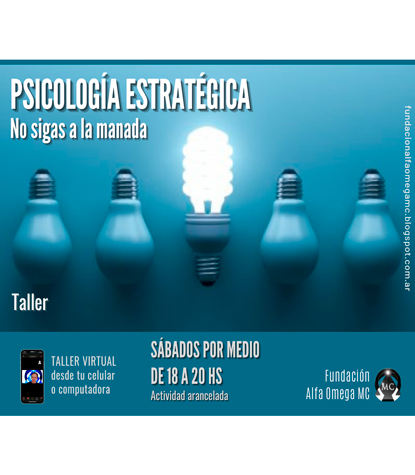 PSICOLOGÍA ESTRATÉGICA
No sigas a la manada
fundacionalfaomegamc.blogspot.com.ar
Taller
TALLER VIRTUAL
desde tu celular
o computadora
SÁBADOS POR MEDIO
DE 18 A 20 HS
Actividad arancelada
Fundación
Alfa Omega MC
MC